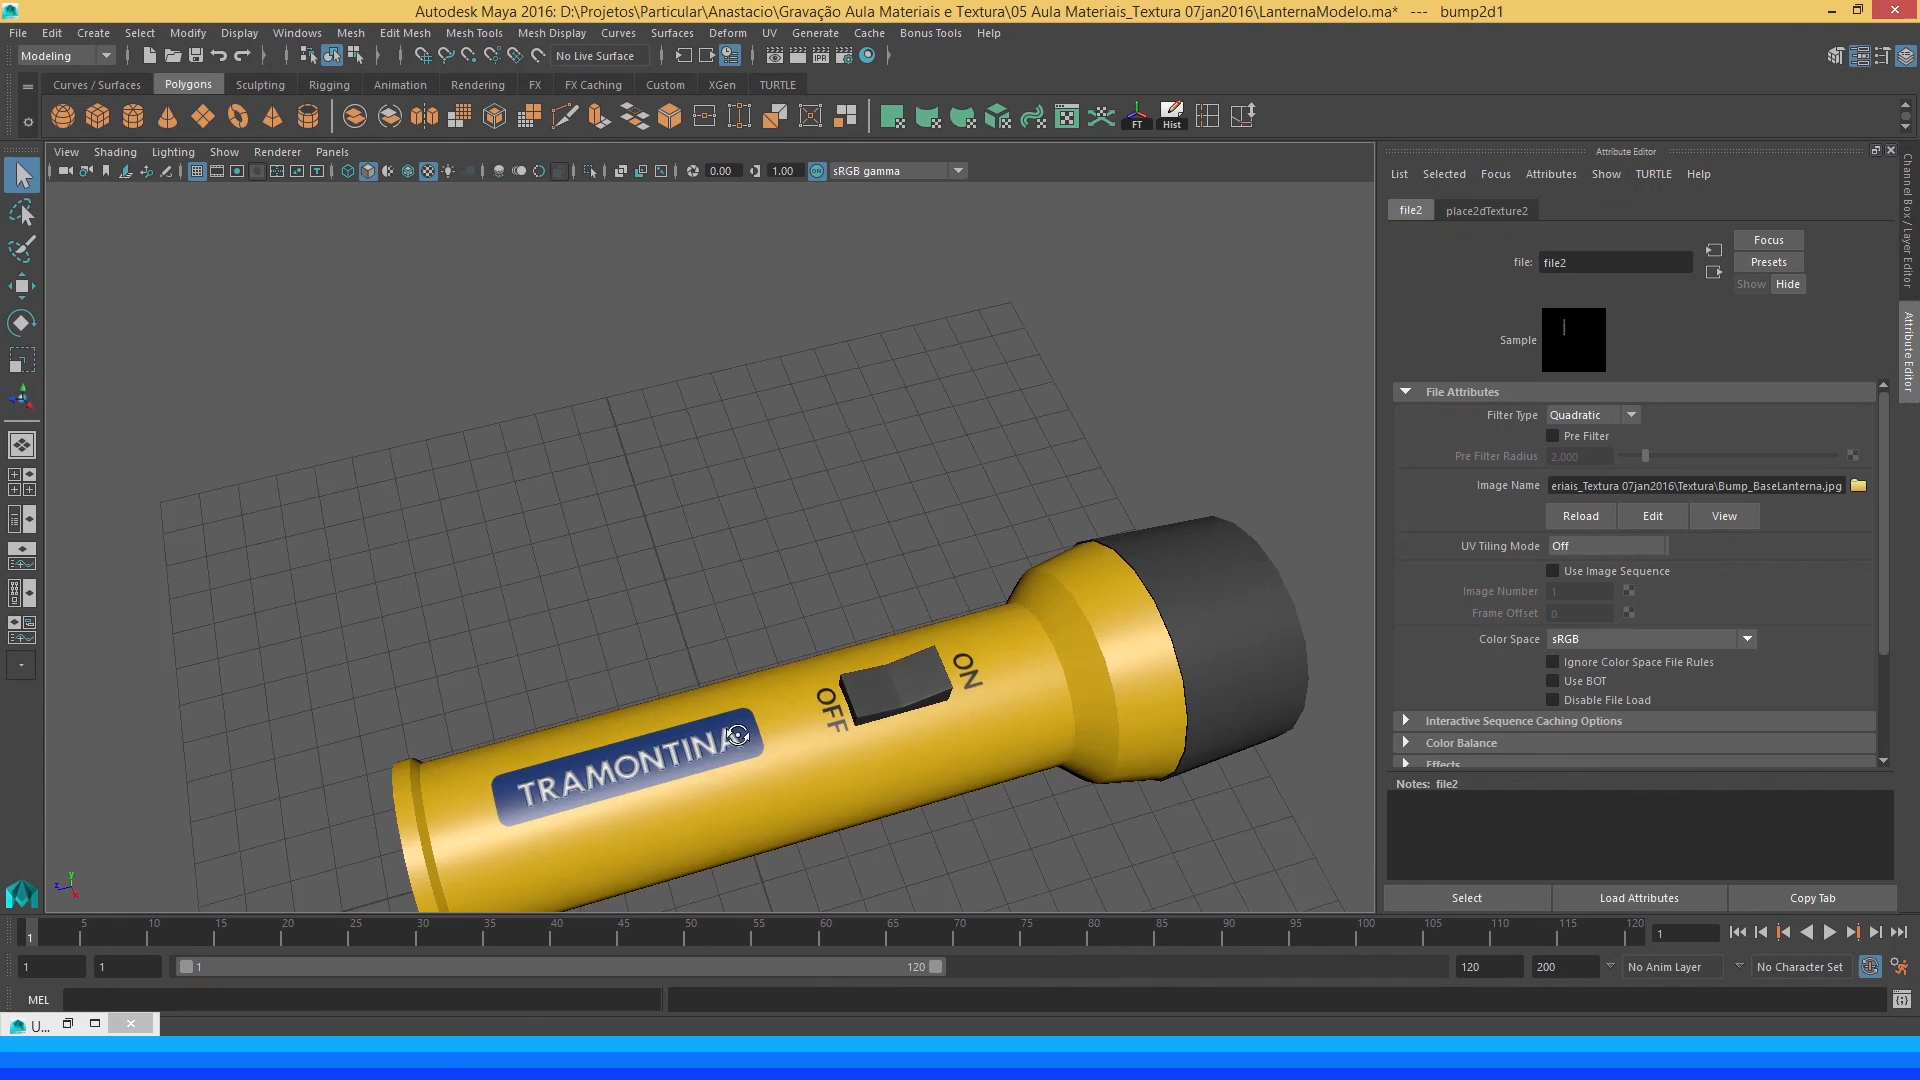 Autodesk Maya 2016: D:\Projetos\Particular\Anastacio\Gravação Aula Materiais e Textura\05 Aula Materiais_Textura 07jan2016\LanternaModelo.ma* --- bump2d1
File Edit Create Select Modify Display Windows Mesh Edit Mesh Mesh Tools Mesh Display Curves Surfaces Deform UV Generate Cache Bonus Tools Help
Modeling No Live Surface IPR
Curves / Surfaces Polygons Sculpting Rigging Animation Rendering FX FX Caching Custom XGen TURTLE
FT Hist
View Shading Lighting Show Renderer Panels
0.00 1.00 sRGB gamma
Attribute Editor
List Selected Focus Attributes Show TURTLE Help
file2 place2dTexture2
file: file2
Focus
Presets
Show Hide
Sample
File Attributes
Filter Type Quadratic
Pre Filter
Pre Filter Radius 2.000
Image Name eriais_Textura 07jan2016\Textura\Bump_BaseLanterna.jpg
Reload Edit View
UV Tiling Mode Off
Use Image Sequence
Image Number 1
Frame Offset 0
Color Space sRGB
Ignore Color Space File Rules
Use BOT
Disable File Load
Interactive Sequence Caching Options
Color Balance
Effects
Notes: file2
Select Load Attributes Copy Tab
Channel Box / Layer Editor
Attribute Editor
ON
OFF
TRAMONTINA
y
z
x
1 5 10 15 20 25 30 35 40 45 50 55 60 65 70 75 80 85 90 95 100 105 110 115 120 1
1 1 1 120 120 200 No Anim Layer No Character Set
MEL
U...